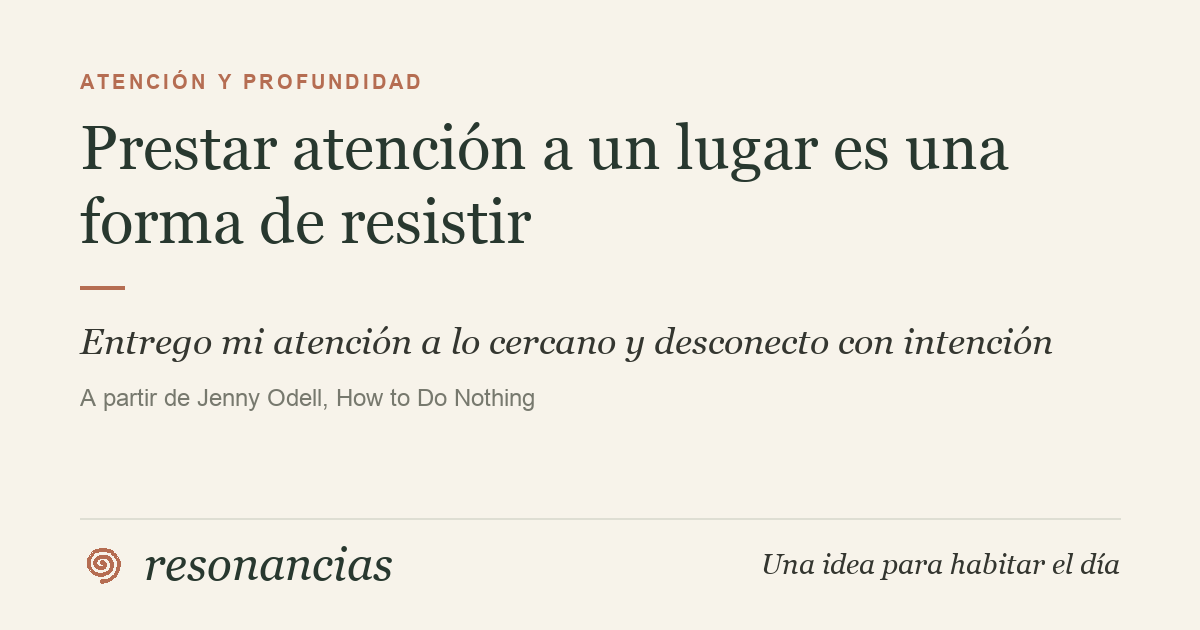 ATENCIÓN Y PROFUNDIDAD
Prestar atención a un lugar es una
forma de resistir
Entrego mi atención a lo cercano y desconecto con intención
A partir de Jenny Odell, How to Do Nothing
resonancias
Una idea para habitar el día